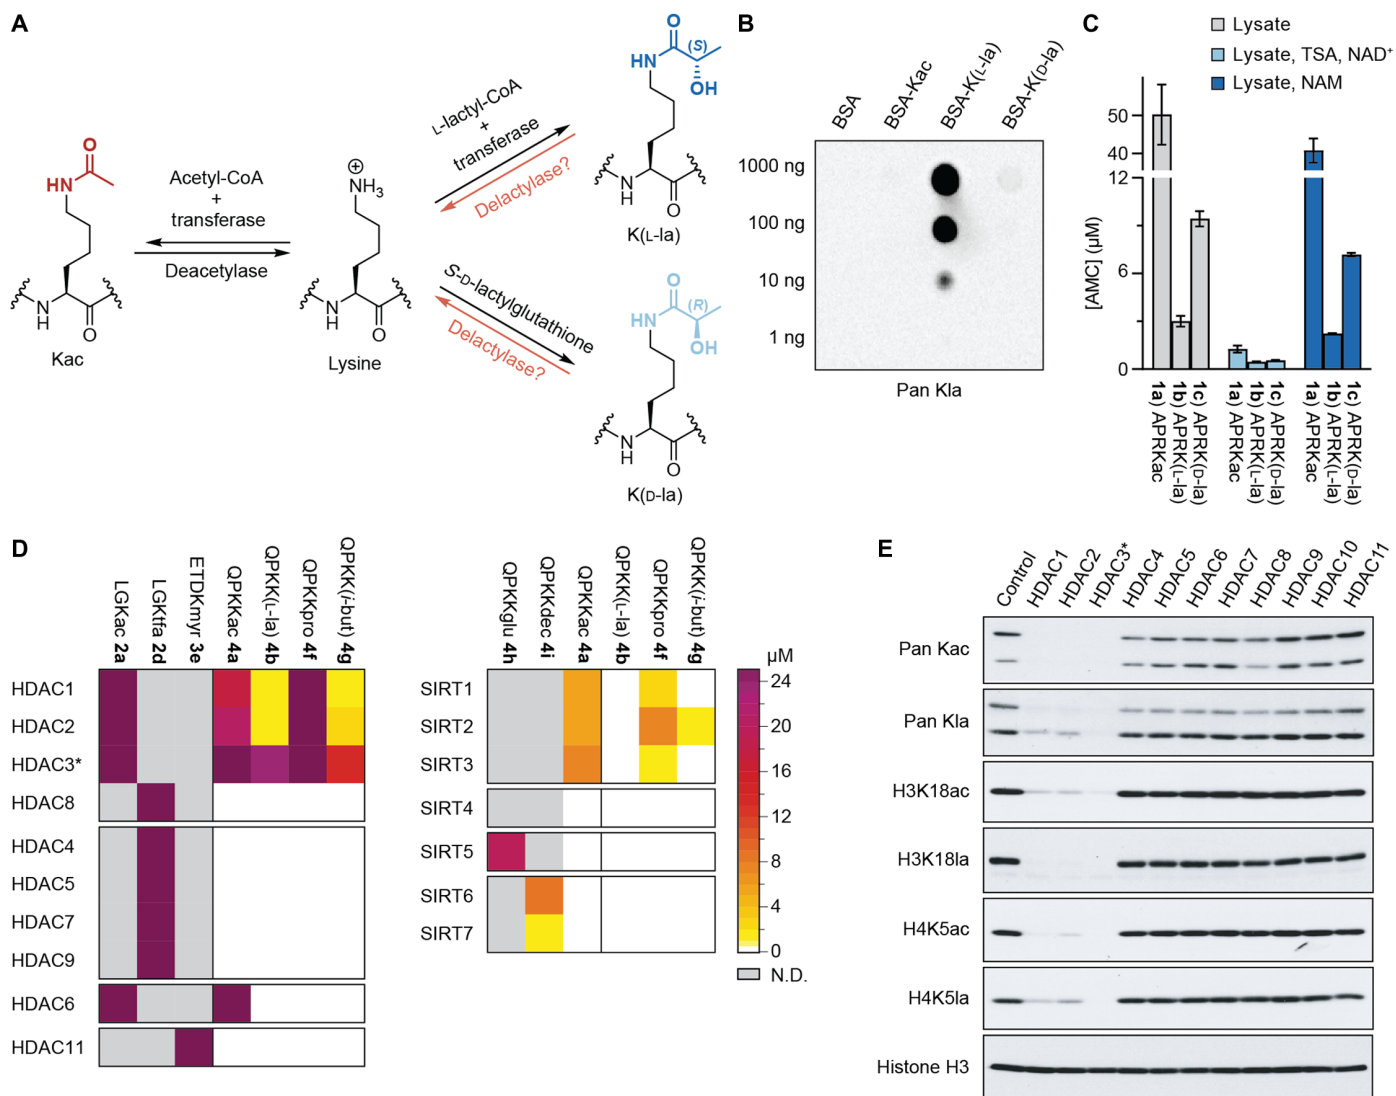 A
Acetyl-CoA
+
transferase
Deacetylase
Kac
Lysine
HN
O
N
H
O
NH3
⊕
N
H
O
L-lactyl-CoA
+
transferase
Delactylase?
S-D-lactylglutathione
Delactylase?
O
(S)
HN
OH
N
H
O
K(L-la)
O
(R)
HN
OH
N
H
O
K(D-la)
B
BSA
BSA-Kac
BSA-K(L-la)
BSA-K(D-la)
1000 ng
100 ng
10 ng
1 ng
Pan Kla
C
Lysate
Lysate, TSA, NAD+
Lysate, NAM
[AMC] (μM)
50
40
12
6
0
1a) APRKac
1b) APRK(L-la)
1c) APRK(D-la)
1a) APRKac
1b) APRK(L-la)
1c) APRK(D-la)
1a) APRKac
1b) APRK(L-la)
1c) APRK(D-la)
D
LGKac 2a
LGKtfa 2d
ETDKmyr 3e
QPKKac 4a
QPKK(L-la) 4b
QPKKpro 4f
QPKK(i-but) 4g
HDAC1
HDAC2
HDAC3*
HDAC8
HDAC4
HDAC5
HDAC7
HDAC9
HDAC6
HDAC11
QPKKglu 4h
QPKKdec 4i
QPKKac 4a
QPKK(L-la) 4b
QPKKpro 4f
QPKK(i-but) 4g
SIRT1
SIRT2
SIRT3
SIRT4
SIRT5
SIRT6
SIRT7
μM
24
20
16
12
8
4
0
N.D.
E
Control
HDAC1
HDAC2
HDAC3*
HDAC4
HDAC5
HDAC6
HDAC7
HDAC8
HDAC9
HDAC10
HDAC11
Pan Kac
Pan Kla
H3K18ac
H3K18la
H4K5ac
H4K5la
Histone H3